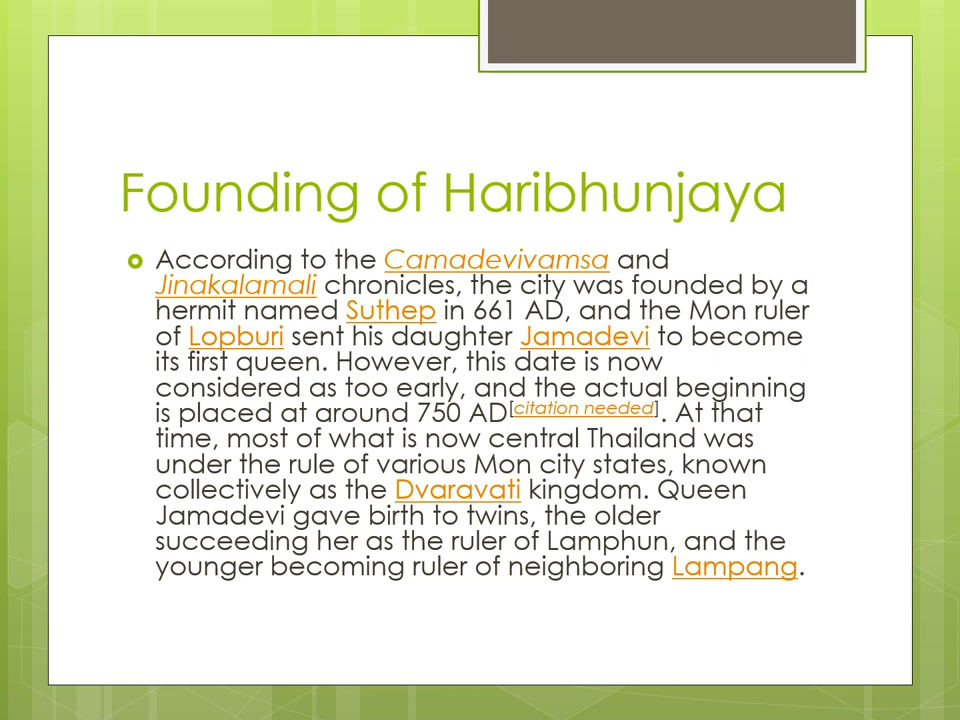 Founding of Haribhunjaya
According to the Camadevivamsa and
Jinakalamali chronicles, the city was founded by a
hermit named Suthep in 661 AD, and the Mon ruler
of Lopburi sent his daughter Jamadevi to become
its first queen. However, this date is now
considered as too early, and the actual beginning
is placed at around 750 AD[citation needed]. At that
time, most of what is now central Thailand was
under the rule of various Mon city states, known
collectively as the Dvaravati kingdom. Queen
Jamadevi gave birth to twins, the older
succeeding her as the ruler of Lamphun, and the
younger becoming ruler of neighboring Lampang.